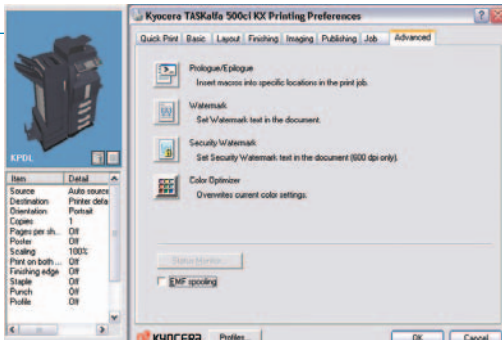 Kyocera TASKalfa 500ci KX Printing Preferences
Quick Print Basic Layout Finishing Imaging Publishing Job Advanced
Prologue/Epilogue
Insert macros into specific locations in the print job.
Watermark
Set Watermark text in the document.
Security Watermark
Set Security Watermark text in the document (600 dpi only).
Color Optimizer
Overwrites current color settings.
Status Monitor...
EMF spooling
KYOCERA Profiles... OK Cancel
KPDL
Item Detail
Source Auto source
Destination Printer defa
Orientation Portrait
Copies 1
Pages per sh... Off
Poster Off
Scaling 100%
Print on both ... Off
Finishing edge Off
Staple Off
Punch Off
Profile Off